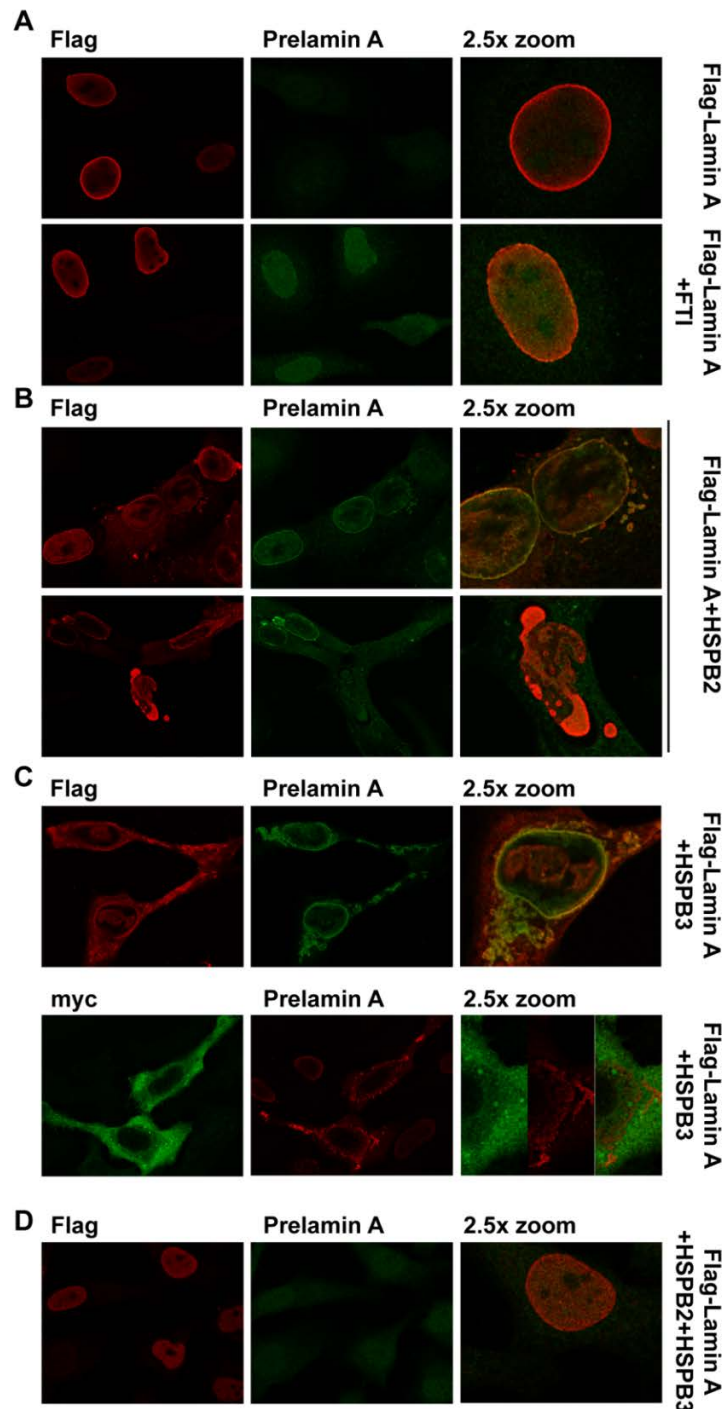 A
Flag Prelamin A 2.5x zoom
Flag-Lamin A
Flag-Lamin A
+FTI
B
Flag Prelamin A 2.5x zoom
Flag-Lamin A+HSPB2
C
Flag Prelamin A 2.5x zoom
Flag-Lamin A
+HSPB3
myc Prelamin A 2.5x zoom
Flag-Lamin A
+HSPB3
D
Flag Prelamin A 2.5x zoom
Flag-Lamin A
+HSPB2+HSPB3